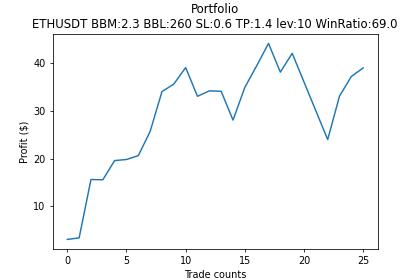 Portfolio
ETHUSDT BBM:2.3 BBL:260 SL:0.6 TP:1.4 lev:10 WinRatio:69.0
40
30
20
10
Profit ($)
0 5 10 15 20 25
Trade counts